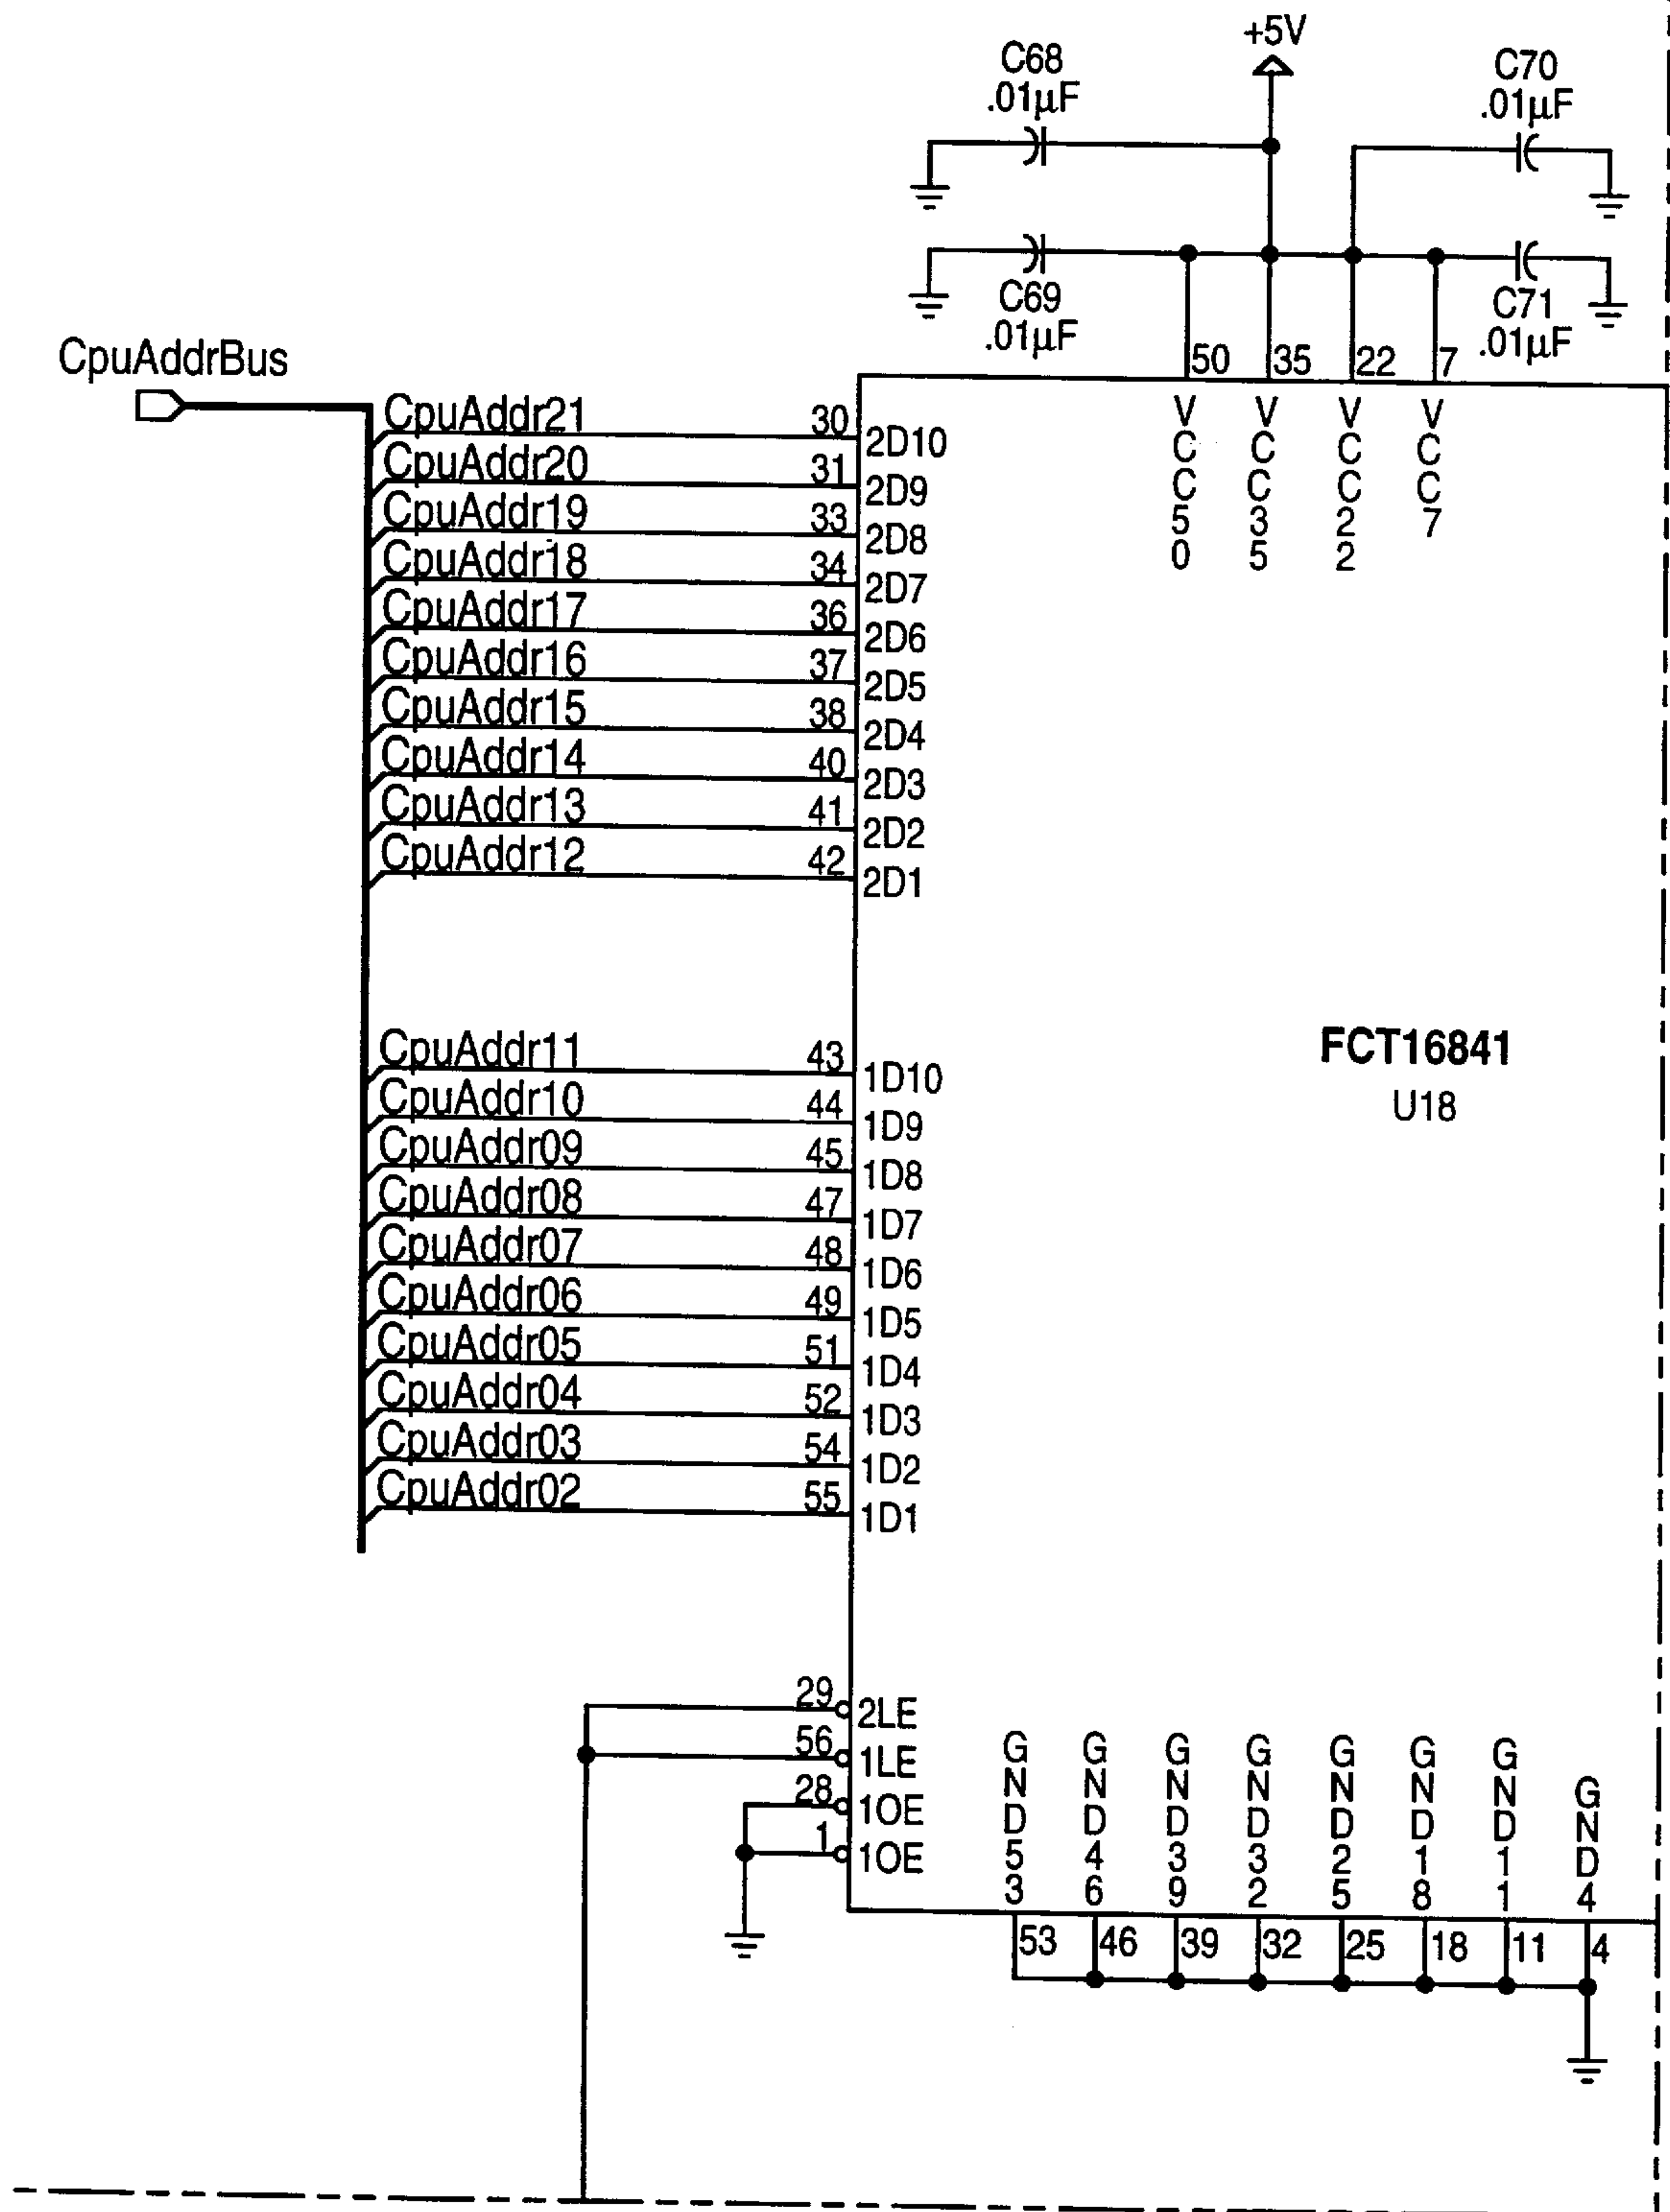 +5V
C68
.01µF
C70
.01µF
C69
.01µF
C71
.01µF
CpuAddrBus
50 35 22 7
VCC50 VCC35 VCC22 VCC7
CpuAddr21 30 2D10
CpuAddr20 31 2D9
CpuAddr19 33 2D8
CpuAddr18 34 2D7
CpuAddr17 36 2D6
CpuAddr16 37 2D5
CpuAddr15 38 2D4
CpuAddr14 40 2D3
CpuAddr13 41 2D2
CpuAddr12 42 2D1
FCT16841
U18
CpuAddr11 43 1D10
CpuAddr10 44 1D9
CpuAddr09 45 1D8
CpuAddr08 47 1D7
CpuAddr07 48 1D6
CpuAddr06 49 1D5
CpuAddr05 51 1D4
CpuAddr04 52 1D3
CpuAddr03 54 1D2
CpuAddr02 55 1D1
29 2LE
56 1LE
28 1OE
1 1OE
GND53 GND46 GND39 GND32 GND25 GND18 GND11 GND4
53 46 39 32 25 18 11 4